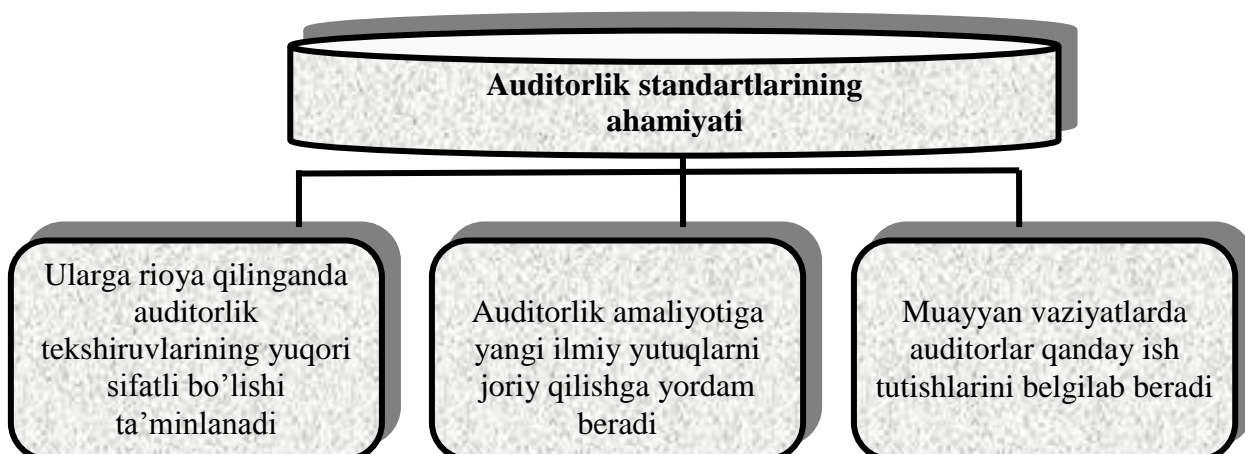 Auditorlik standartlarining
ahamiyati
Ularga rioya qilinganda
auditorlik
tekshiruvlarining yuqori
sifatli bo’lishi
ta’minlanadi
Auditorlik amaliyotiga
yangi ilmiy yutuqlarni
joriy qilishga yordam
beradi
Muayyan vaziyatlarda
auditorlar qanday ish
tutishlarini belgilab beradi